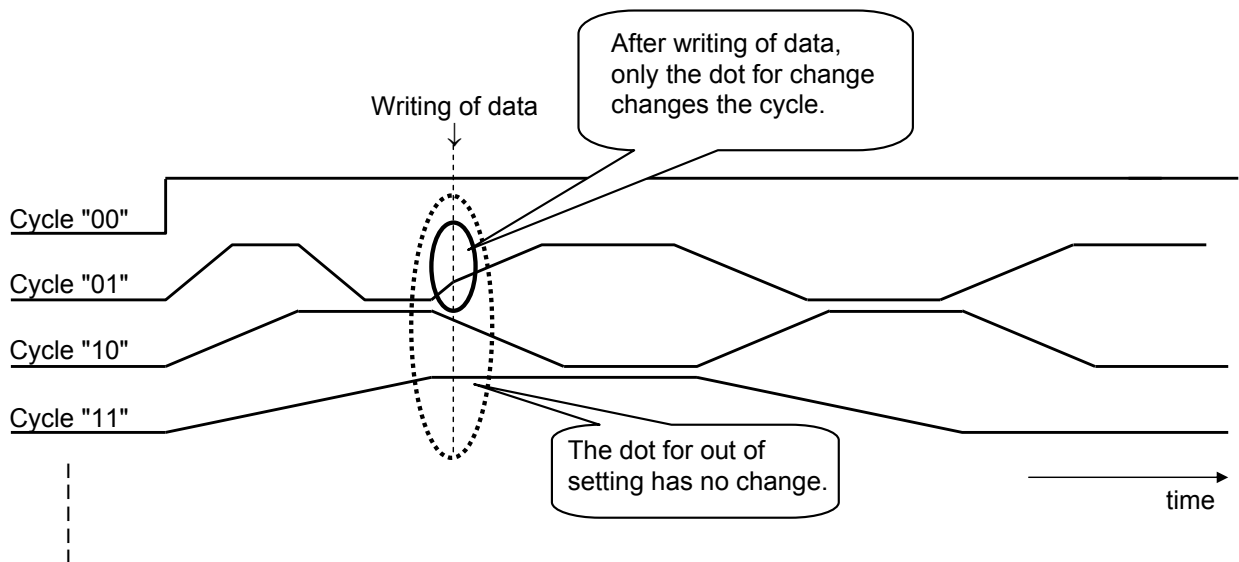 After writing of data,
only the dot for change
changes the cycle.
Writing of data
Cycle "00"
Cycle "01"
Cycle "10"
Cycle "11"
The dot for out of
setting has no change.
time